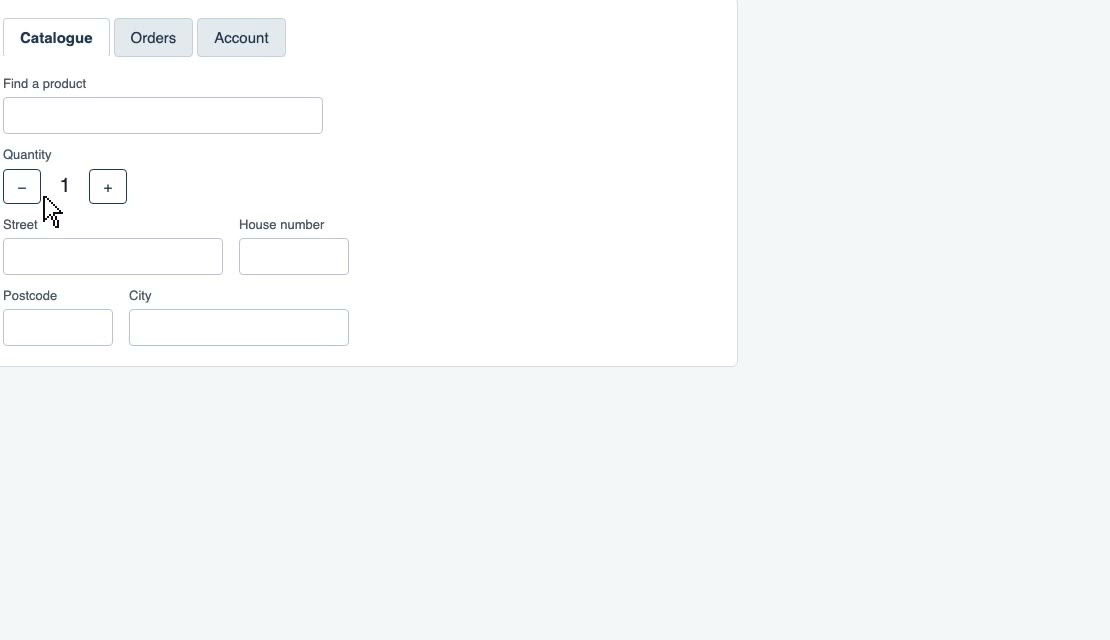 Catalogue Orders Account
Find a product
Quantity
− 1 +
Street House number
Postcode City